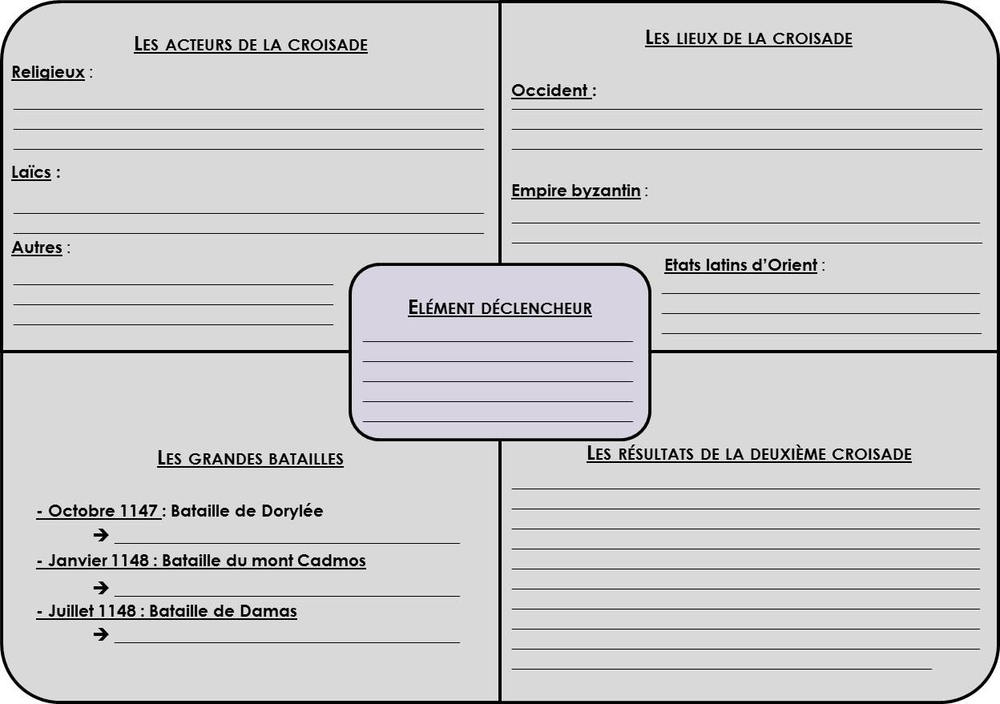 LES ACTEURS DE LA CROISADE
Religieux :
Laïcs :
Autres :
LES LIEUX DE LA CROISADE
Occident :
Empire byzantin :
Etats latins d’Orient :
ELÉMENT DÉCLENCHEUR
LES GRANDES BATAILLES
- Octobre 1147 : Bataille de Dorylée
➔
- Janvier 1148 : Bataille du mont Cadmos
➔
- Juillet 1148 : Bataille de Damas
➔
LES RÉSULTATS DE LA DEUXIÈME CROISADE